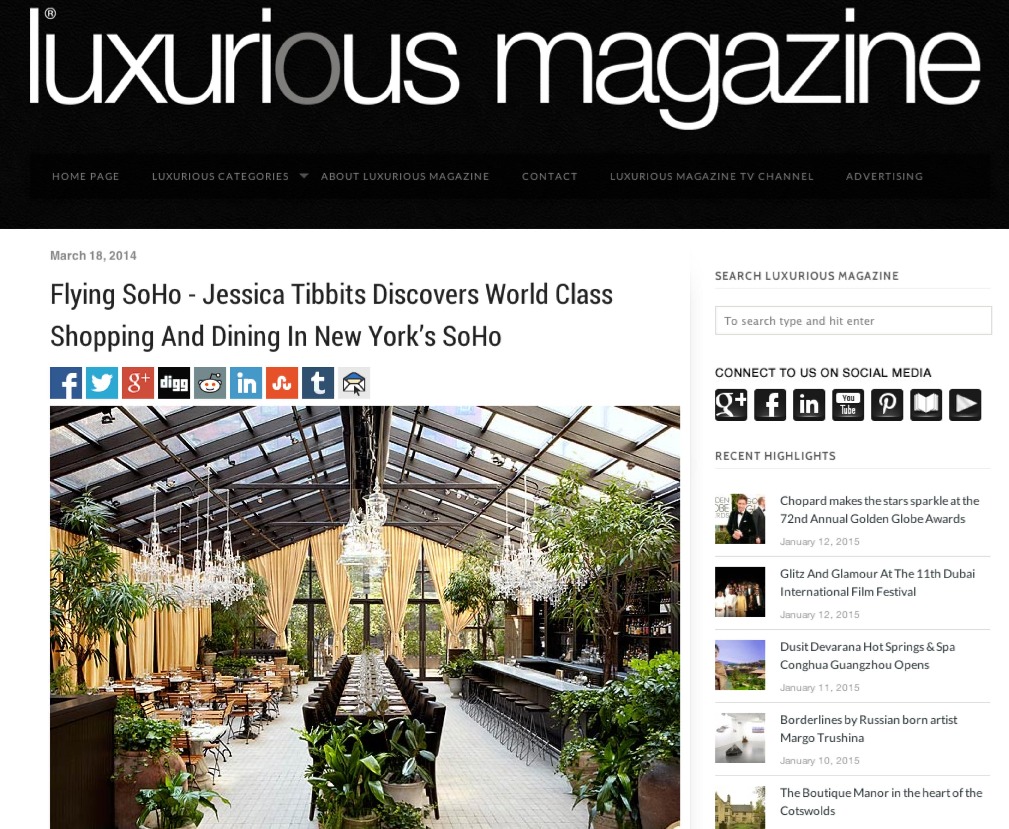 luxurious magazine®
HOME PAGE
LUXURIOUS CATEGORIES
ABOUT LUXURIOUS MAGAZINE
CONTACT
LUXURIOUS MAGAZINE TV CHANNEL
ADVERTISING
March 18, 2014
Flying SoHo - Jessica Tibbits Discovers World Class
Shopping And Dining In New York’s SoHo
digg
SEARCH LUXURIOUS MAGAZINE
To search type and hit enter
CONNECT TO US ON SOCIAL MEDIA
You
Tube
RECENT HIGHLIGHTS
Chopard makes the stars sparkle at the
72nd Annual Golden Globe Awards
January 12, 2015
Glitz And Glamour At The 11th Dubai
International Film Festival
January 12, 2015
Dusit Devarana Hot Springs & Spa
Conghua Guangzhou Opens
January 11, 2015
Borderlines by Russian born artist
Margo Trushina
January 10, 2015
The Boutique Manor in the heart of the
Cotswolds